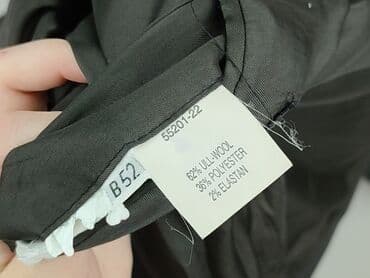 55201-22
62% ULL-WOOL
36% POLYESTER
2% ELASTAN
B52